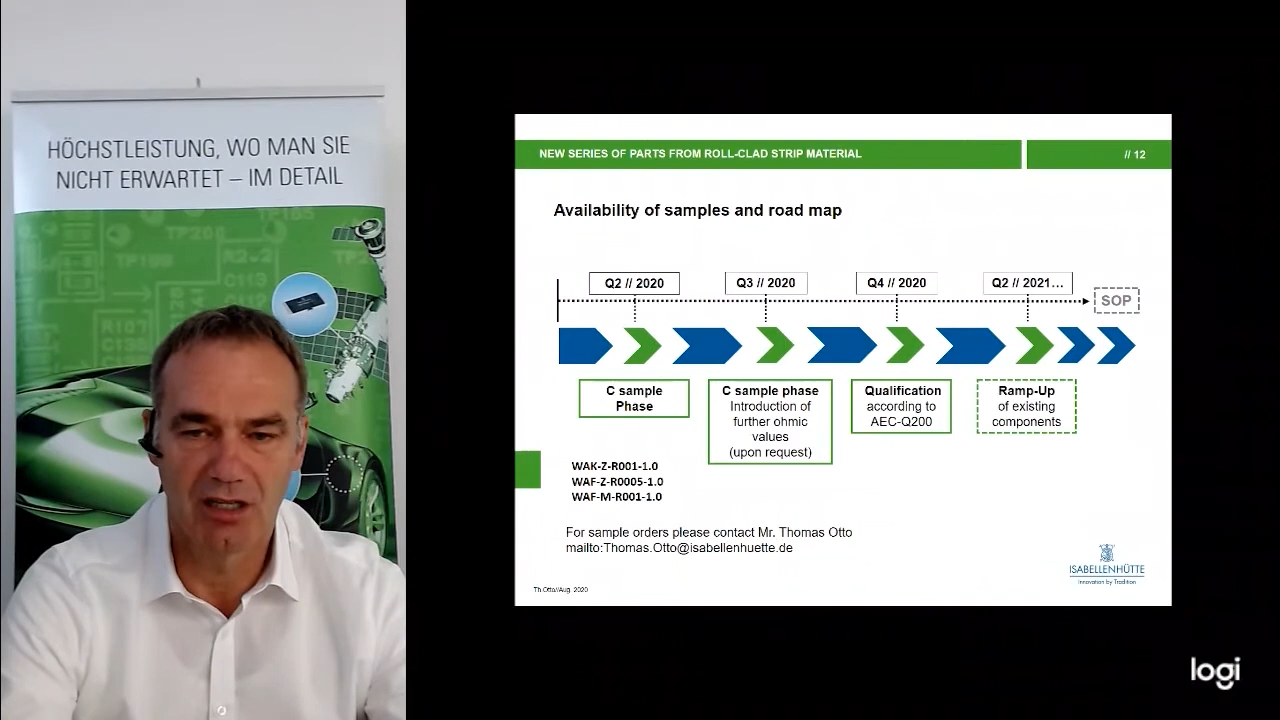 HÖCHSTLEISTUNG, WO MAN SIE
NICHT ERWARTET – IM DETAIL
TP165
TP204
R107
NEW SERIES OF PARTS FROM ROLL-CLAD STRIP MATERIAL
// 12
Availability of samples and road map
Q2 // 2020
Q3 // 2020
Q4 // 2020
Q2 // 2021...
SOP
C sample
Phase
C sample phase
Introduction of
further ohmic
values
(upon request)
Qualification
according to
AEC-Q200
Ramp-Up
of existing
components
WAK-Z-R001-1.0
WAF-Z-R0005-1.0
WAF-M-R001-1.0
For sample orders please contact Mr. Thomas Otto
mailto:Thomas.Otto@isabellenhuette.de
Th.Otto//Aug. 2020
ISABELLENHÜTTE
Innovation by Tradition
logi